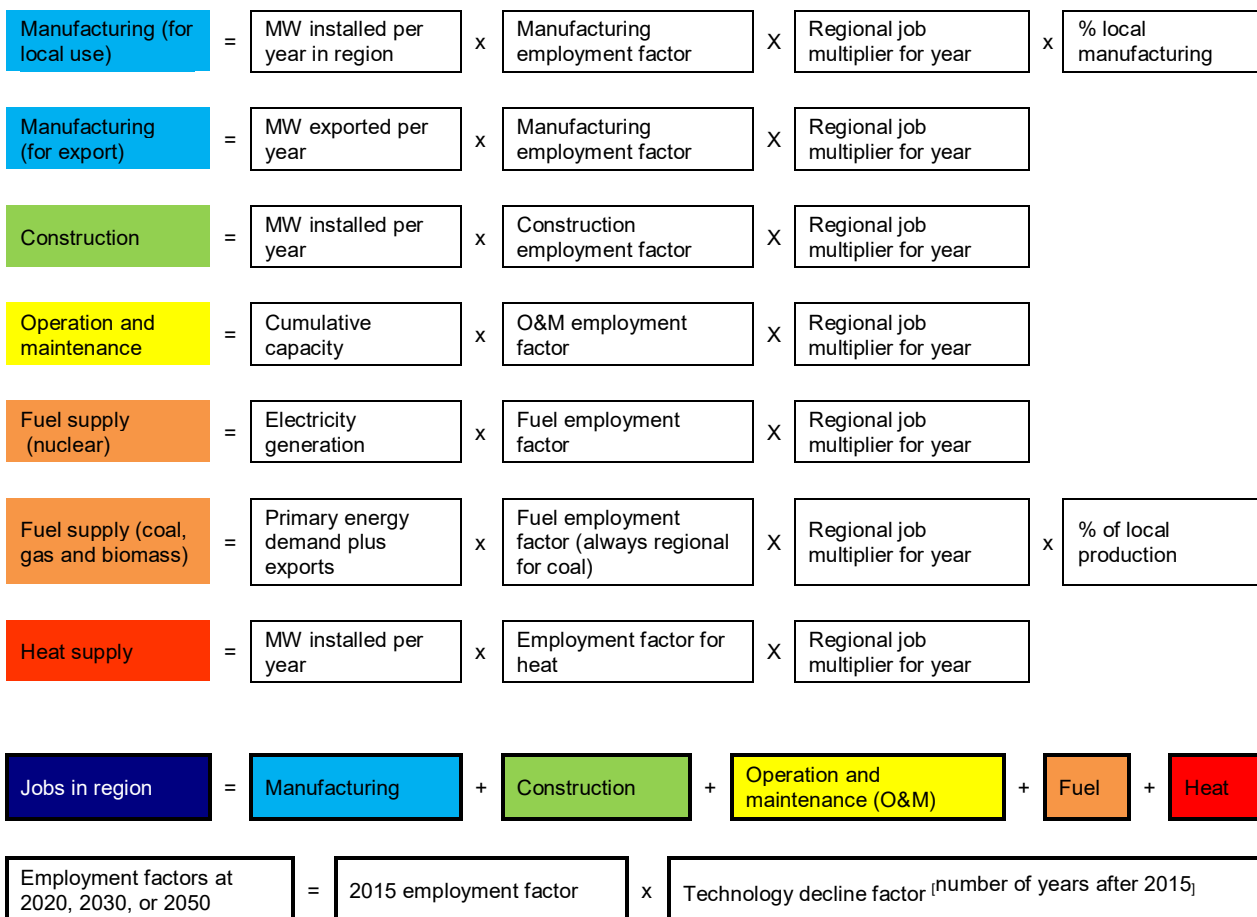 Manufacturing (for local use) = MW installed per year in region x Manufacturing employment factor X Regional job multiplier for year x % local manufacturing
Manufacturing (for export) = MW exported per year x Manufacturing employment factor X Regional job multiplier for year
Construction = MW installed per year x Construction employment factor X Regional job multiplier for year
Operation and maintenance = Cumulative capacity x O&M employment factor X Regional job multiplier for year
Fuel supply (nuclear) = Electricity generation x Fuel employment factor X Regional job multiplier for year
Fuel supply (coal, gas and biomass) = Primary energy demand plus exports x Fuel employment factor (always regional for coal) X Regional job multiplier for year x % of local production
Heat supply = MW installed per year x Employment factor for heat X Regional job multiplier for year
Jobs in region = Manufacturing + Construction + Operation and maintenance (O&M) + Fuel + Heat
Employment factors at 2020, 2030, or 2050 = 2015 employment factor x Technology decline factor [number of years after 2015]